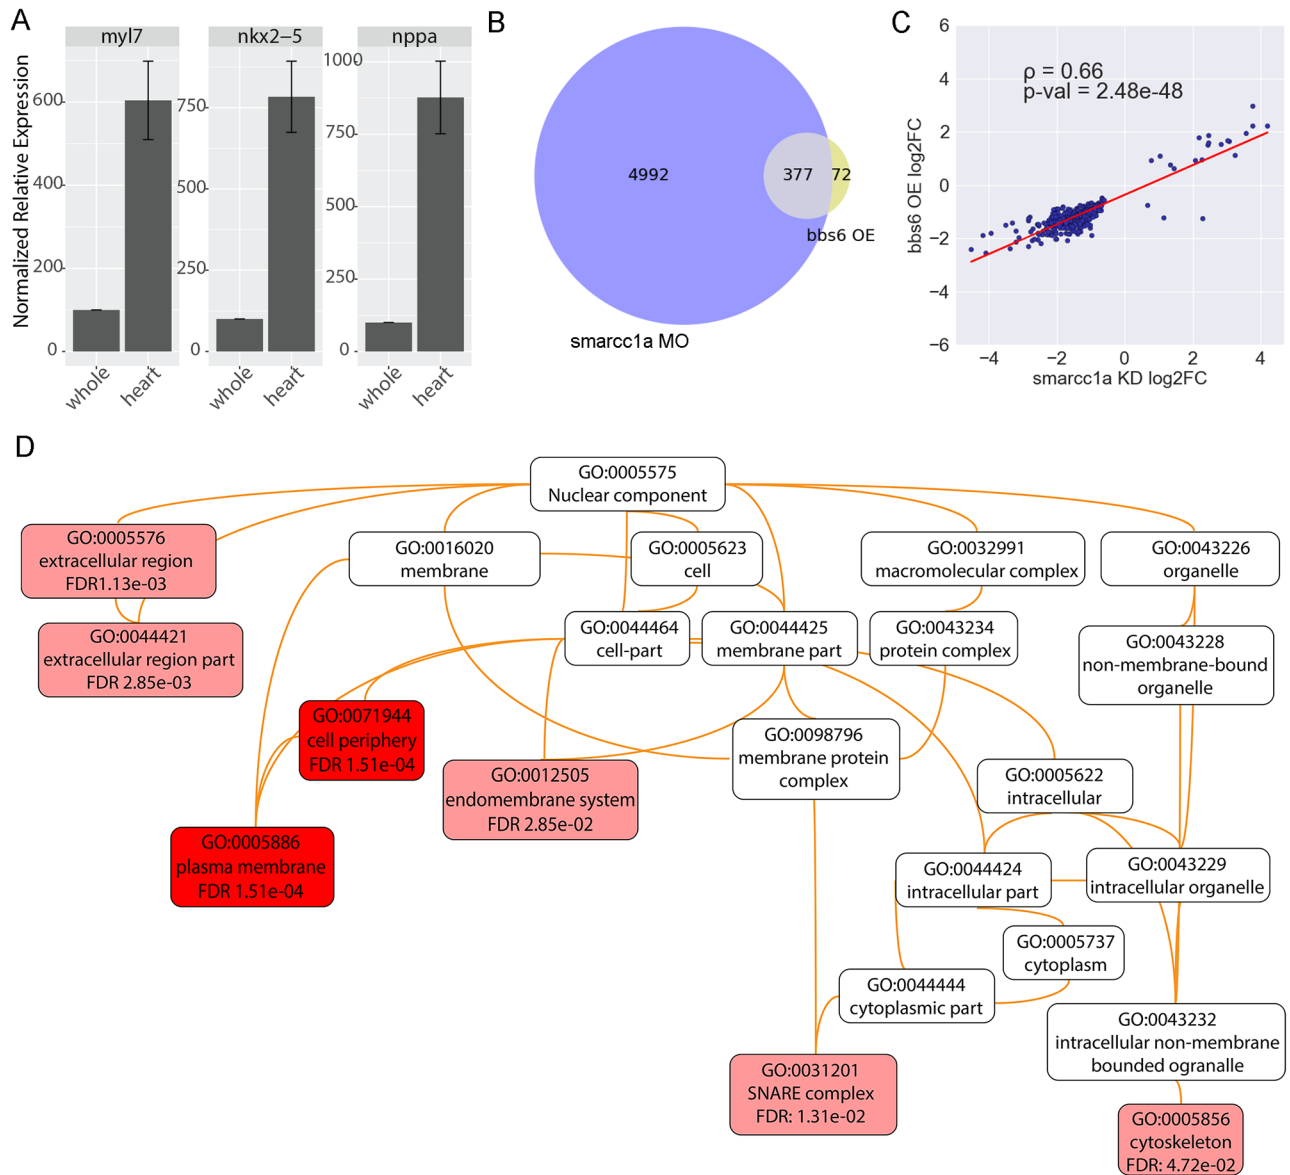 A
myl7
nkx2−5
nppa
Normalized Relative Expression
600
400
200
0
750
500
250
0
1000
750
500
250
0
whole
heart
whole
heart
whole
heart
B
4992
377
72
bbs6 OE
smarcc1a MO
C
ρ = 0.66
p-val = 2.48e-48
bbs6 OE log2FC
6
4
2
0
−2
−4
−6
−4
−2
0
2
4
smarcc1a KD log2FC
D
GO:0005575
Nuclear component
GO:0005576
extracellular region
FDR1.13e-03
GO:0016020
membrane
GO:0005623
cell
GO:0032991
macromolecular complex
GO:0043226
organelle
GO:0044421
extracellular region part
FDR 2.85e-03
GO:0044464
cell-part
GO:0044425
membrane part
GO:0043234
protein complex
GO:0043228
non-membrane-bound
organelle
GO:0071944
cell periphery
FDR 1.51e-04
GO:0012505
endomembrane system
FDR 2.85e-02
GO:0098796
membrane protein
complex
GO:0005622
intracellular
GO:0005886
plasma membrane
FDR 1.51e-04
GO:0044424
intracellular part
GO:0043229
intracellular organelle
GO:0005737
cytoplasm
GO:0044444
cytoplasmic part
GO:0043232
intracellular non-membrane
bounded ogranalle
GO:0031201
SNARE complex
FDR: 1.31e-02
GO:0005856
cytoskeleton
FDR: 4.72e-02